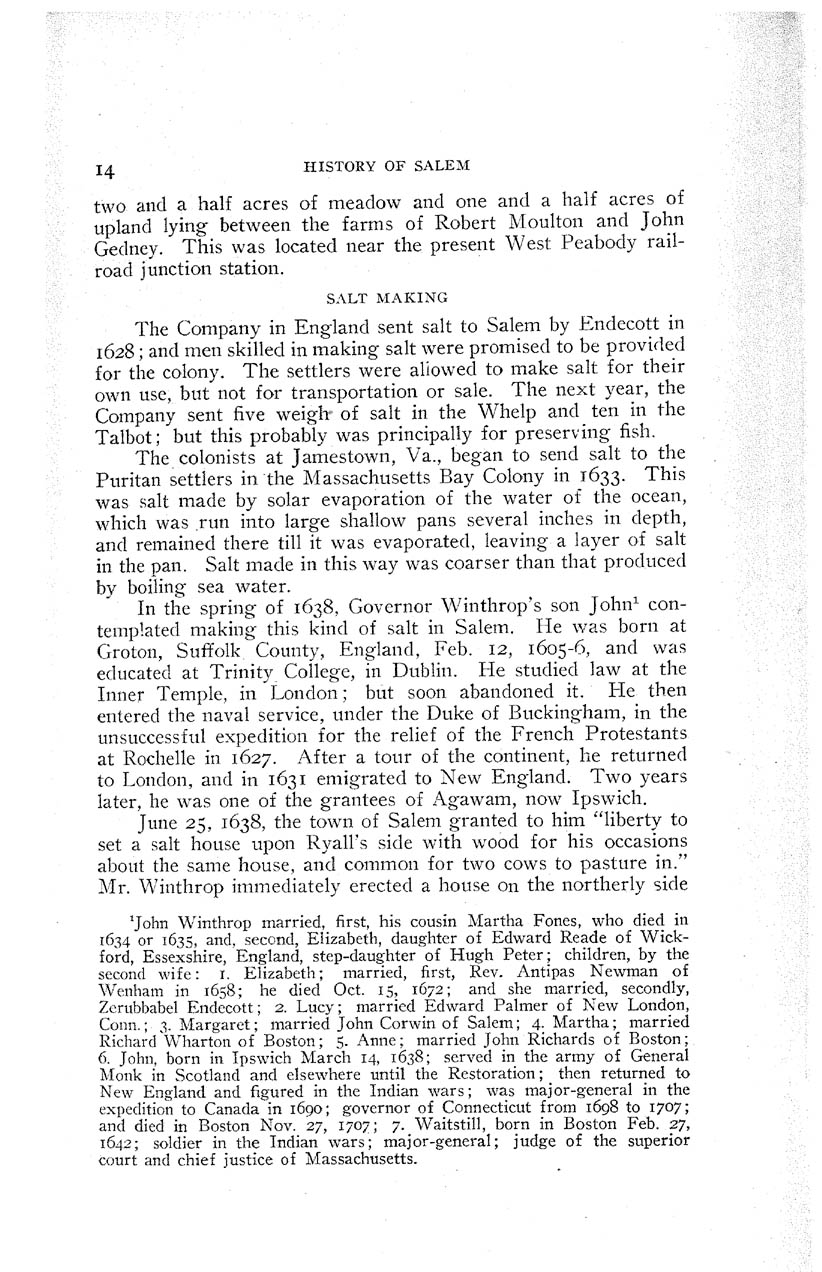 14 HISTORY OF SALEM
two and a half acres of meadow and one and a half acres of
upland lying between the farms of Robert Moulton and John
Gedney. This was located near the present West Peabody rail-
road junction station.
SALT MAKING
The Company in England sent salt to Salem by Endecott in
1628; and men skilled in making salt were promised to be provided
for the colony. The settlers were allowed to make salt for their
own use, but not for transportation or sale. The next year, the
Company sent five weigh of salt in the Whelp and ten in the
Talbot; but this probably was principally for preserving fish.
The colonists at Jamestown, Va., began to send salt to the
Puritan settlers in the Massachusetts Bay Colony in 1633. This
was salt made by solar evaporation of the water of the ocean,
which was run into large shallow pans several inches in depth,
and remained there till it was evaporated, leaving a layer of salt
in the pan. Salt made in this way was coarser than that produced
by boiling sea water.
In the spring of 1638, Governor Winthrop's son John¹ con-
templated making this kind of salt in Salem. He was born at
Groton, Suffolk County, England, Feb. 12, 1605-6, and was
educated at Trinity College, in Dublin. He studied law at the
Inner Temple, in London; but soon abandoned it. He then
entered the naval service, under the Duke of Buckingham, in the
unsuccessful expedition for the relief of the French Protestants
at Rochelle in 1627. After a tour of the continent, he returned
to London, and in 1631 emigrated to New England. Two years
later, he was one of the grantees of Agawam, now Ipswich.
June 25, 1638, the town of Salem granted to him "liberty to
set a salt house upon Ryall's side with wood for his occasions
about the same house, and common for two cows to pasture in."
Mr. Winthrop immediately erected a house on the northerly side
¹John Winthrop married, first, his cousin Martha Fones, who died in
1634 or 1635, and, second, Elizabeth, daughter of Edward Reade of Wick-
ford, Essexshire, England, step-daughter of Hugh Peter; children, by the
second wife: 1. Elizabeth; married, first, Rev. Antipas Newman of
Wenham in 1658; he died Oct. 15, 1672; and she married, secondly,
Zerubbabel Endecott; 2. Lucy; married Edward Palmer of New London,
Conn.; 3. Margaret; married John Corwin of Salem; 4. Martha; married
Richard Wharton of Boston; 5. Anne; married John Richards of Boston;
6. John, born in Ipswich March 14, 1638; served in the army of General
Monk in Scotland and elsewhere until the Restoration; then returned to
New England and figured in the Indian wars; was major-general in the
expedition to Canada in 1690; governor of Connecticut from 1698 to 1707;
and died in Boston Nov. 27, 1707; 7. Waitstill, born in Boston Feb. 27,
1642; soldier in the Indian wars; major-general; judge of the superior
court and chief justice of Massachusetts.